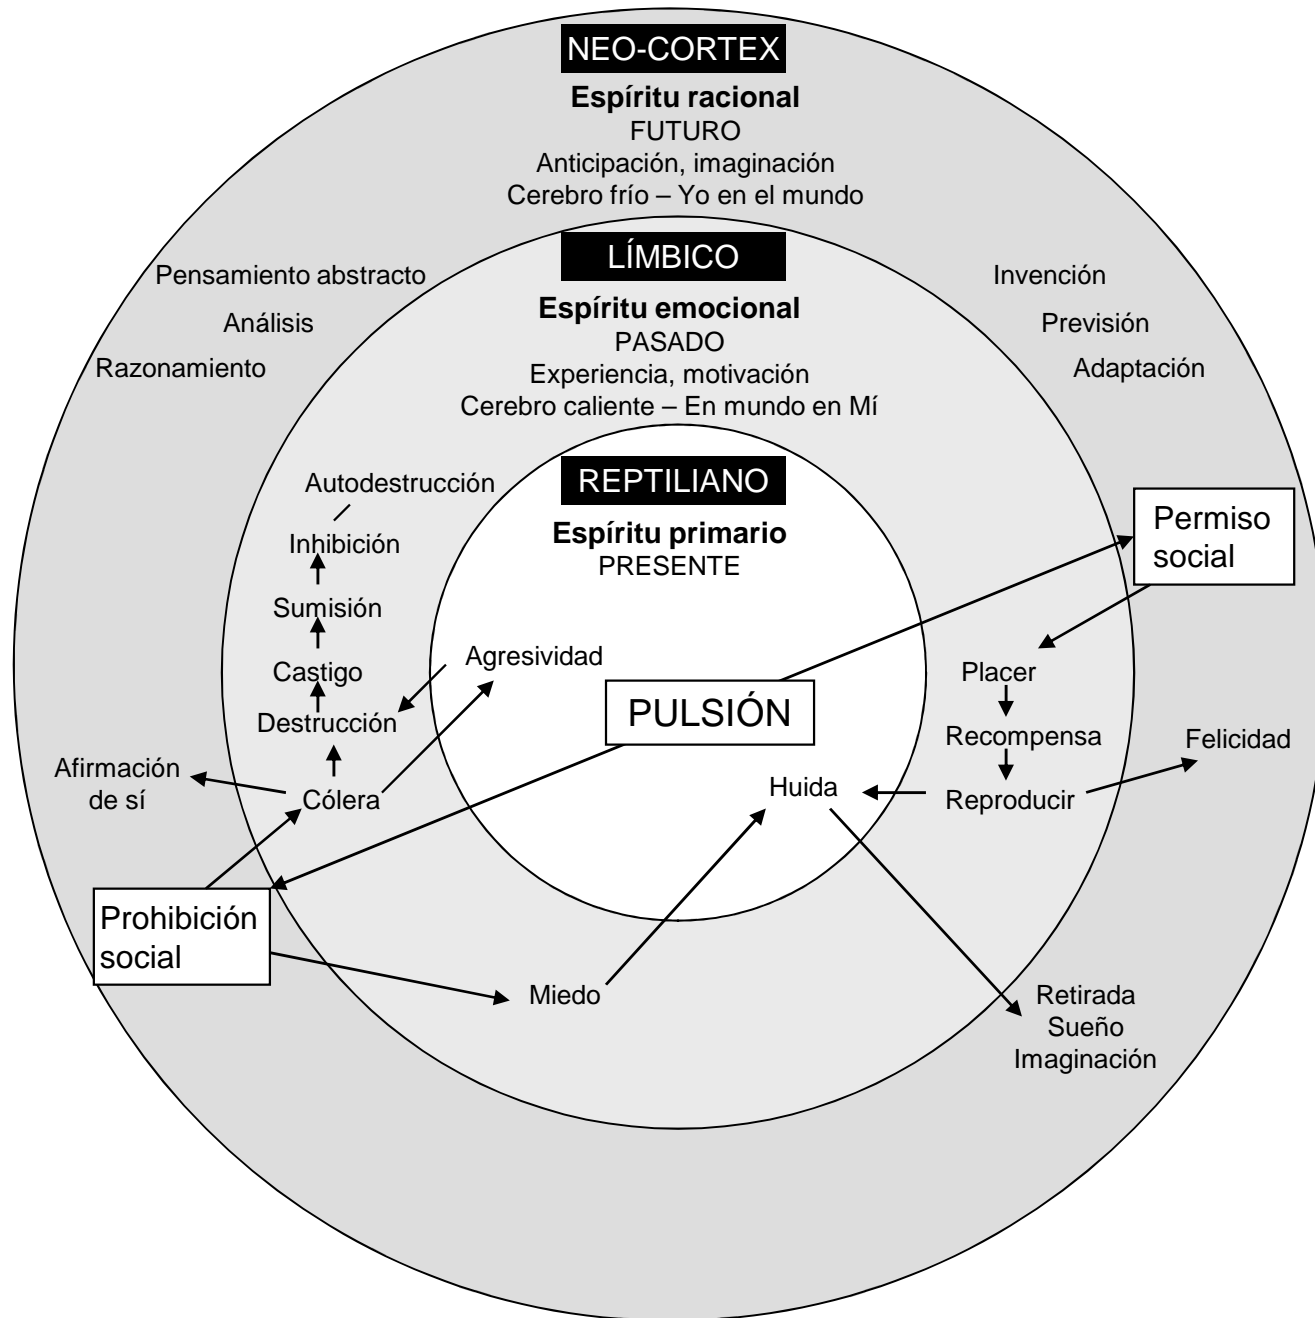 NEO-CORTEX
Espíritu racional
FUTURO
Anticipación, imaginación
Cerebro frío – Yo en el mundo
LÍMBICO
Espíritu emocional
PASADO
Experiencia, motivación
Cerebro caliente – En mundo en Mí
Pensamiento abstracto
Análisis
Razonamiento
Invención
Previsión
Adaptación
REPTILIANO
Espíritu primario
PRESENTE
Autodestrucción
Inhibición
Sumisión
Castigo
Destrucción
Cólera
Agresividad
Afirmación
de sí
PULSIÓN
Huida
Permiso
social
Placer
Recompensa
Reproducir
Felicidad
Prohibición
social
Miedo
Retirada
Sueño
Imaginación